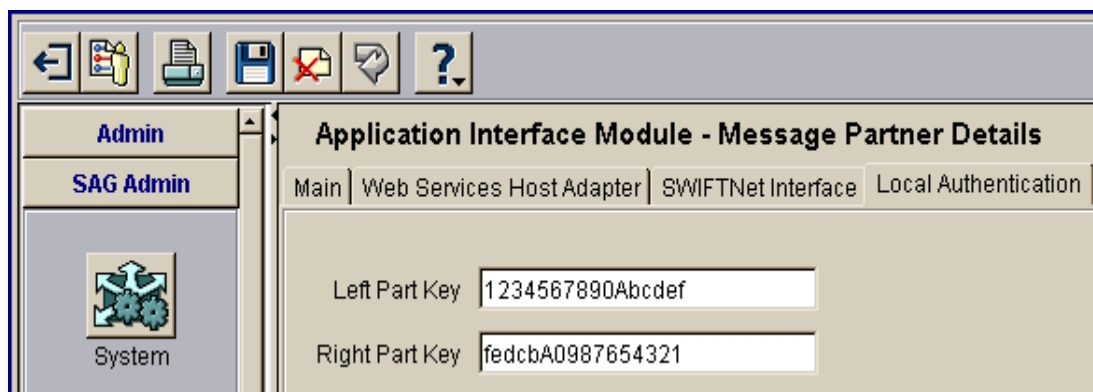 ?
Admin
SAG Admin
System
Application Interface Module - Message Partner Details
Main Web Services Host Adapter SWIFTNet Interface Local Authentication
Left Part Key 1234567890Abcdef
Right Part Key fedcbA0987654321